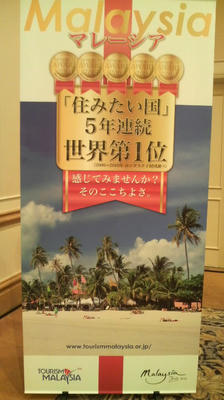 Malaysia
マレーシア
「住みたい国」
5年連続
世界第1位
感じてみませんか?
そのここちよさ。
www.tourismmalaysia.or.jp/
TOURISM
MALAYSIA
Malaysia
Truly Asia